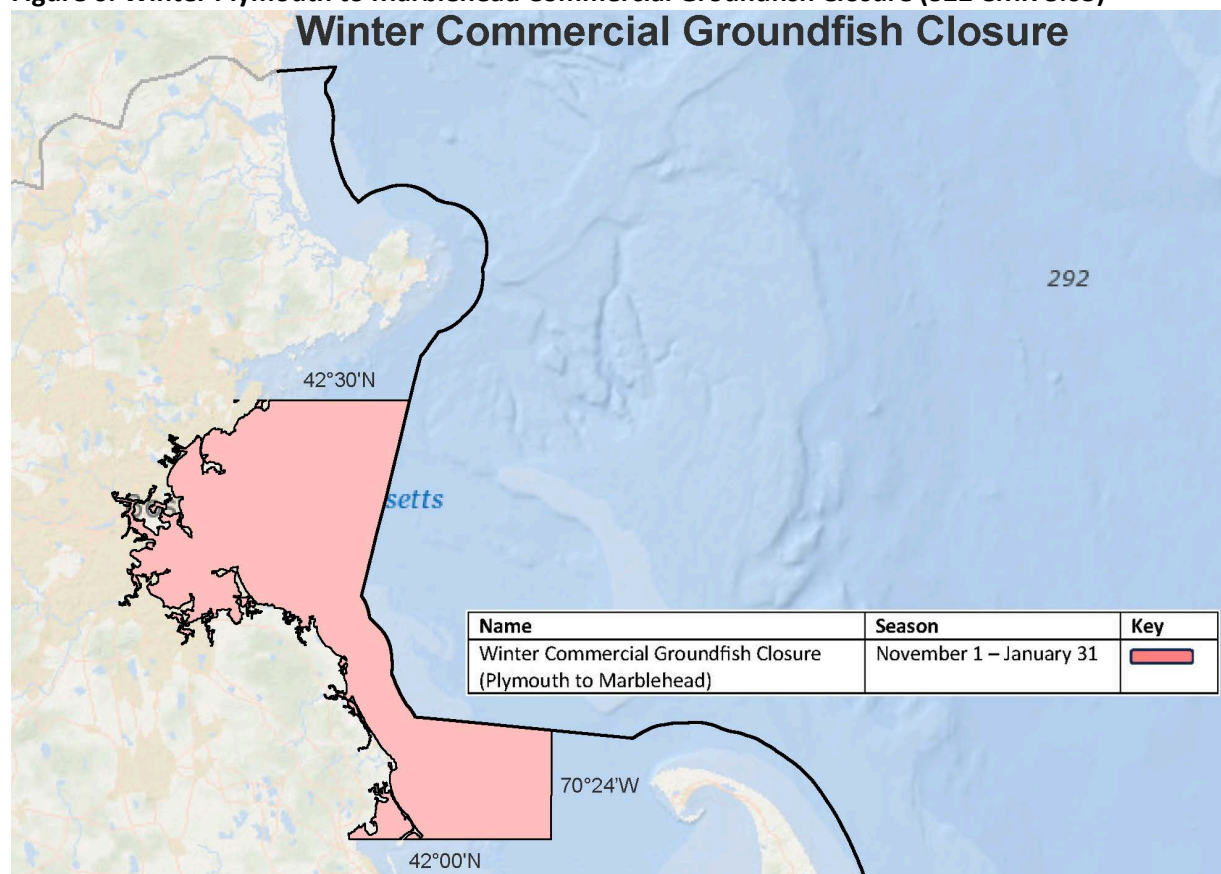 Winter Commercial Groundfish Closure
292
42°30'N
setts
Name Season Key
Winter Commercial Groundfish Closure November 1 – January 31
(Plymouth to Marblehead)
70°24'W
42°00'N